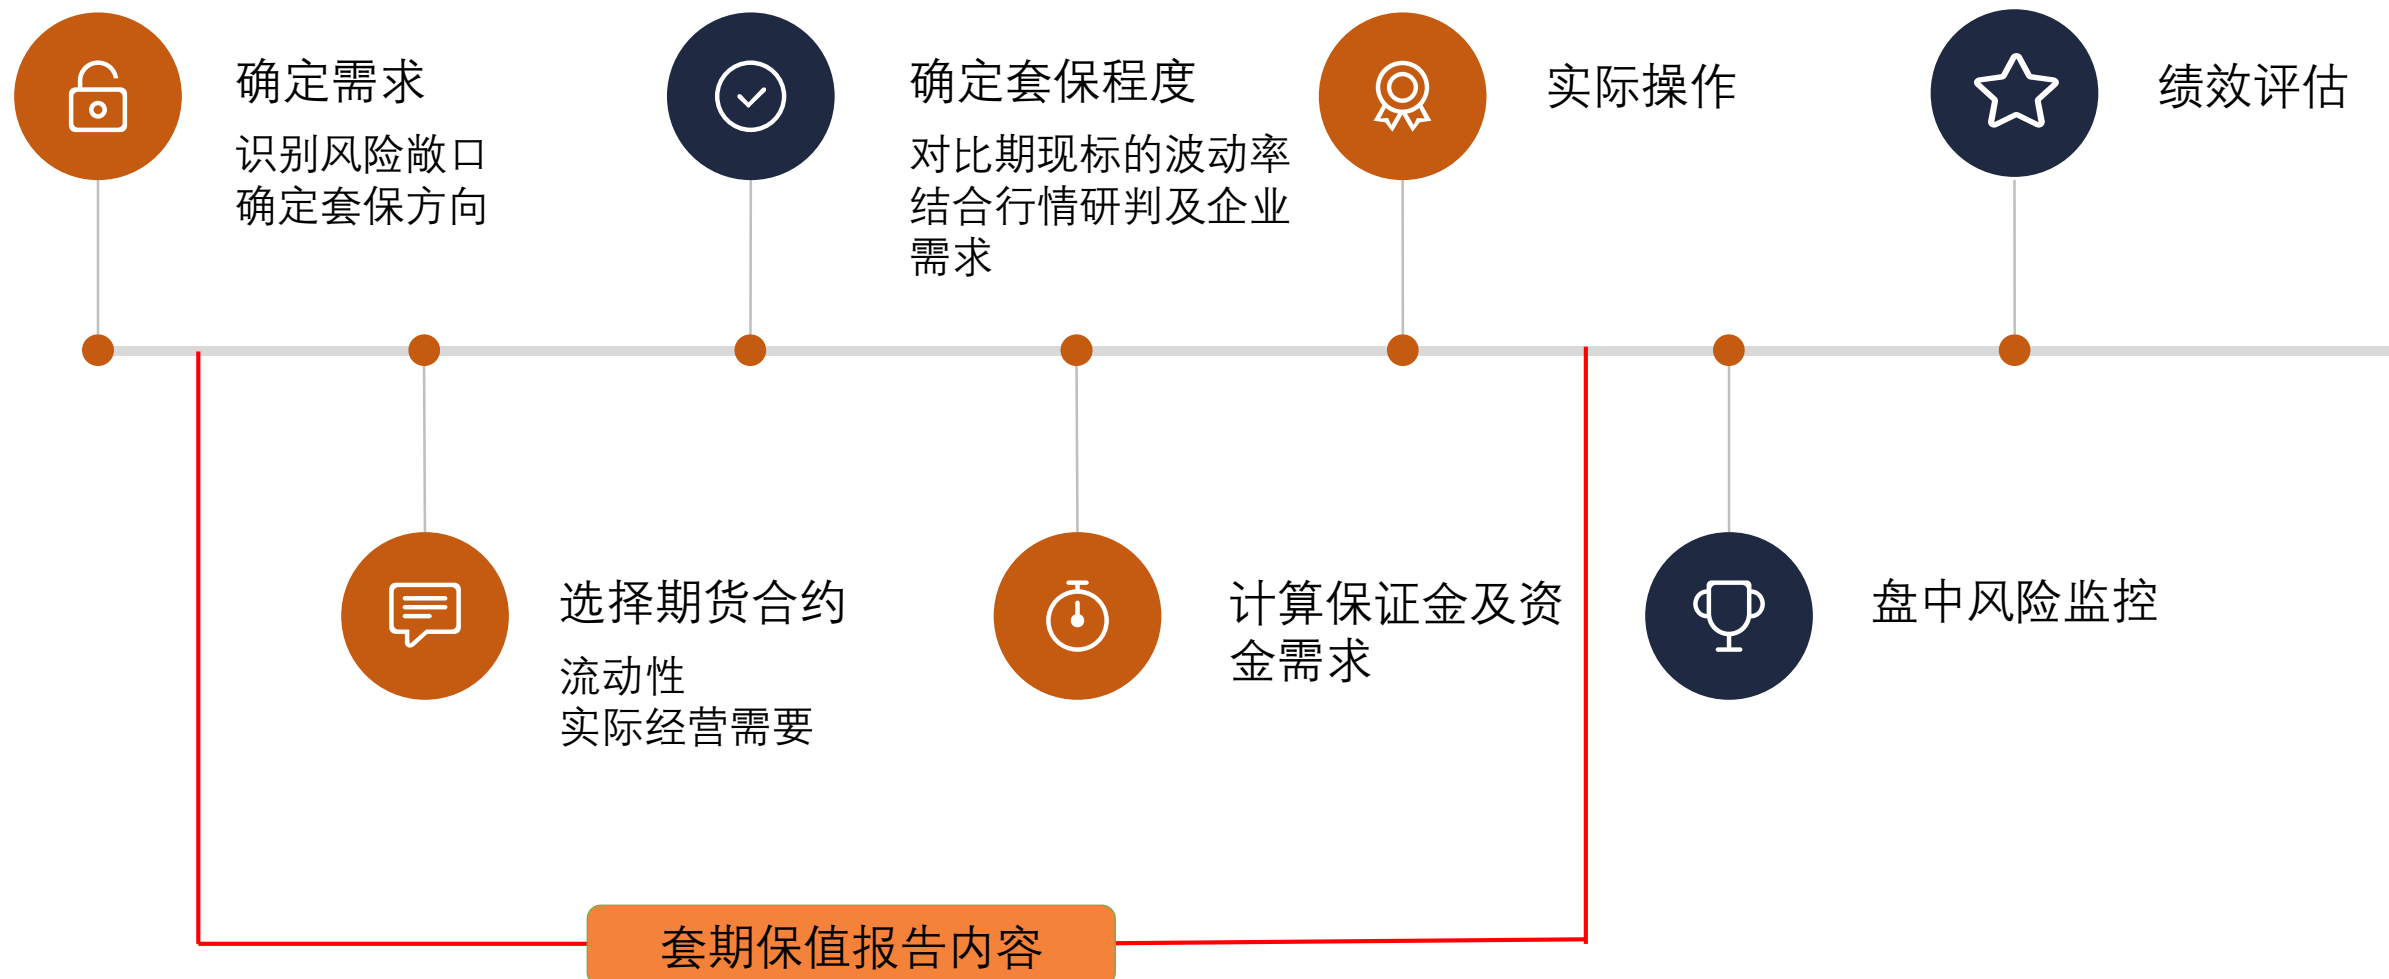 确定需求
识别风险敞口
确定套保方向
选择期货合约
流动性
实际经营需要
确定套保程度
对比期现标的波动率
结合行情研判及企业
需求
计算保证金及资
金需求
实际操作
盘中风险监控
绩效评估
套期保值报告内容